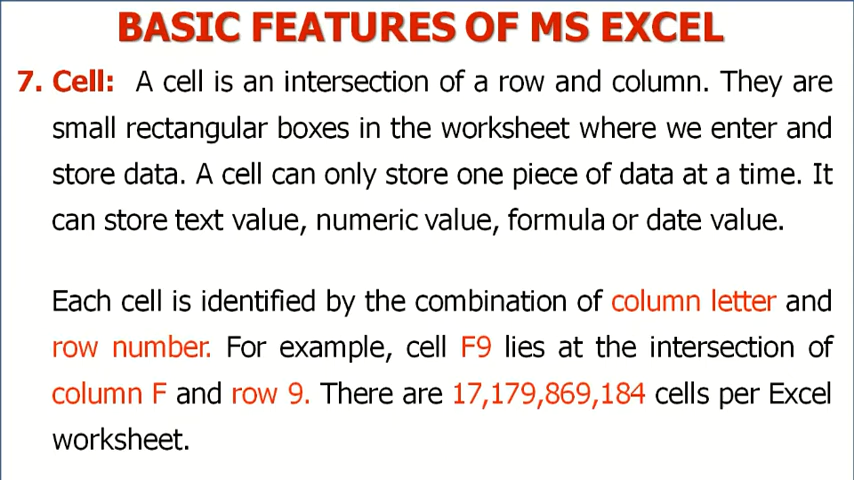 BASIC FEATURES OF MS EXCEL
7. Cell: A cell is an intersection of a row and column. They are
small rectangular boxes in the worksheet where we enter and
store data. A cell can only store one piece of data at a time. It
can store text value, numeric value, formula or date value.
Each cell is identified by the combination of column letter and
row number. For example, cell F9 lies at the intersection of
column F and row 9. There are 17,179,869,184 cells per Excel
worksheet.